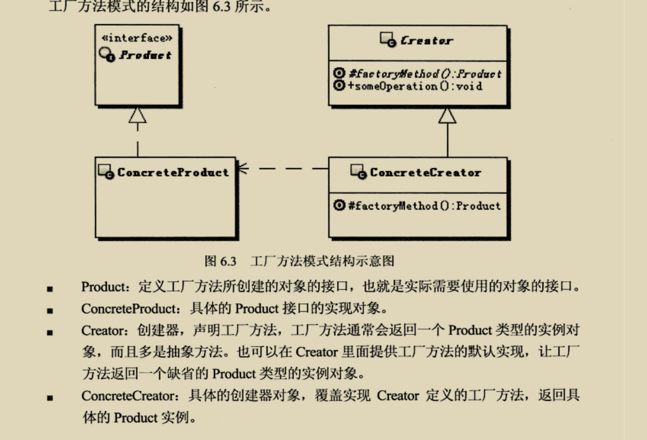 工厂方法模式的结构如图 6.3 所示。
«interface»
Product
Creator
#factoryMethod():Product
+someOperation():void
ConcreteProduct
ConcreteCreator
#factoryMethod():Product
图 6.3 工厂方法模式结构示意图
■ Product：定义工厂方法所创建的对象的接口，也就是实际需要使用的对象的接口。
■ ConcreteProduct：具体的 Product 接口的实现对象。
■ Creator：创建器，声明工厂方法，工厂方法通常会返回一个 Product 类型的实例对
象，而且多是抽象方法。也可以在 Creator 里面提供工厂方法的默认实现，让工厂
方法返回一个缺省的 Product 类型的实例对象。
■ ConcreteCreator：具体的创建器对象，覆盖实现 Creator 定义的工厂方法，返回具
体的 Product 实例。